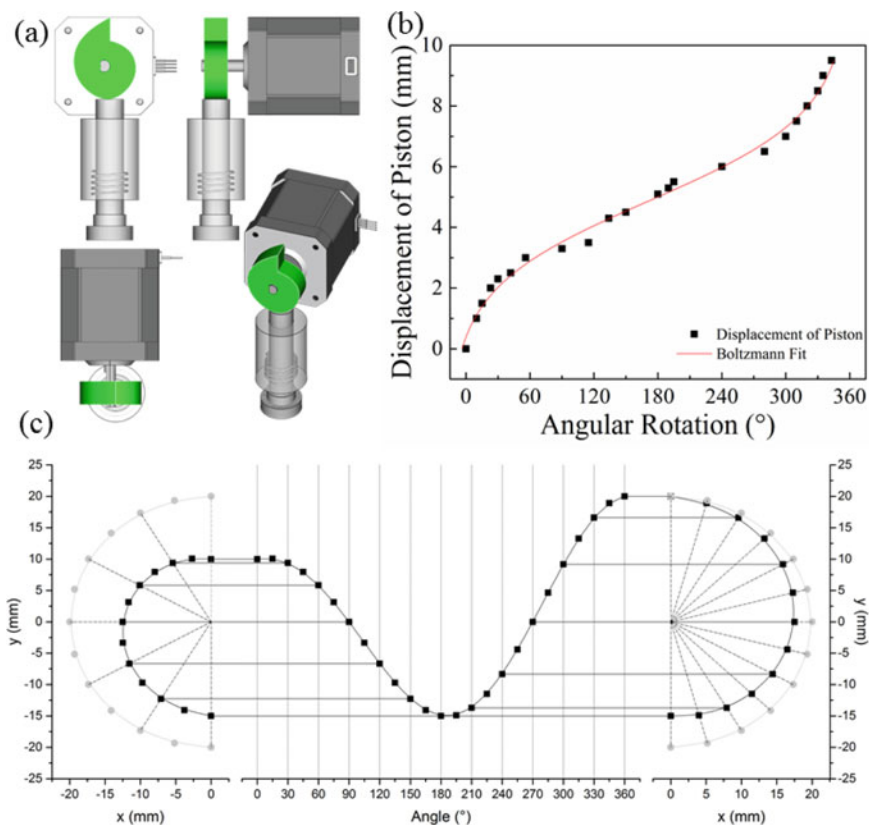 (a)
(b)
Displacement of Piston (mm)
10
8
6
4
2
0
Displacement of Piston
Boltzmann Fit
0 60 120 180 240 300 360
Angular Rotation (°)
(c)
25
20
15
10
5
0
-5
-10
-15
-20
-25
y (mm)
-20 -15 -10 -5 0
x (mm)
0 30 60 90 120 150 180 210 240 270 300 330 360
Angle (°)
0 5 10 15 20
x (mm)
25
20
15
10
5
0
-5
-10
-15
-20
-25
y (mm)